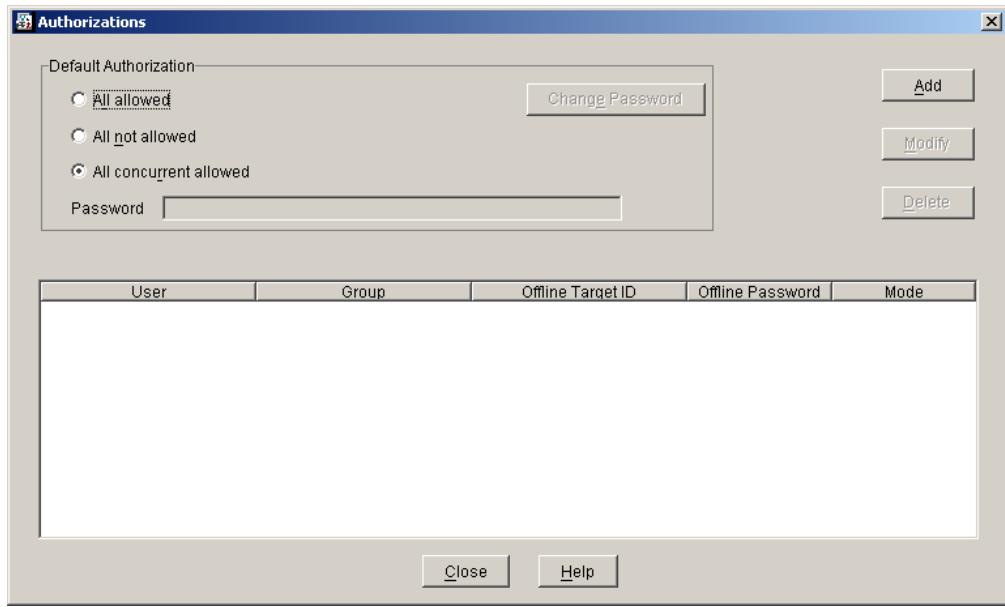 Authorizations
Default Authorization
All allowed
Change Password
Add
All not allowed
Modify
All concurrent allowed
Password
Delete
User Group Offline Target ID Offline Password Mode
Close Help